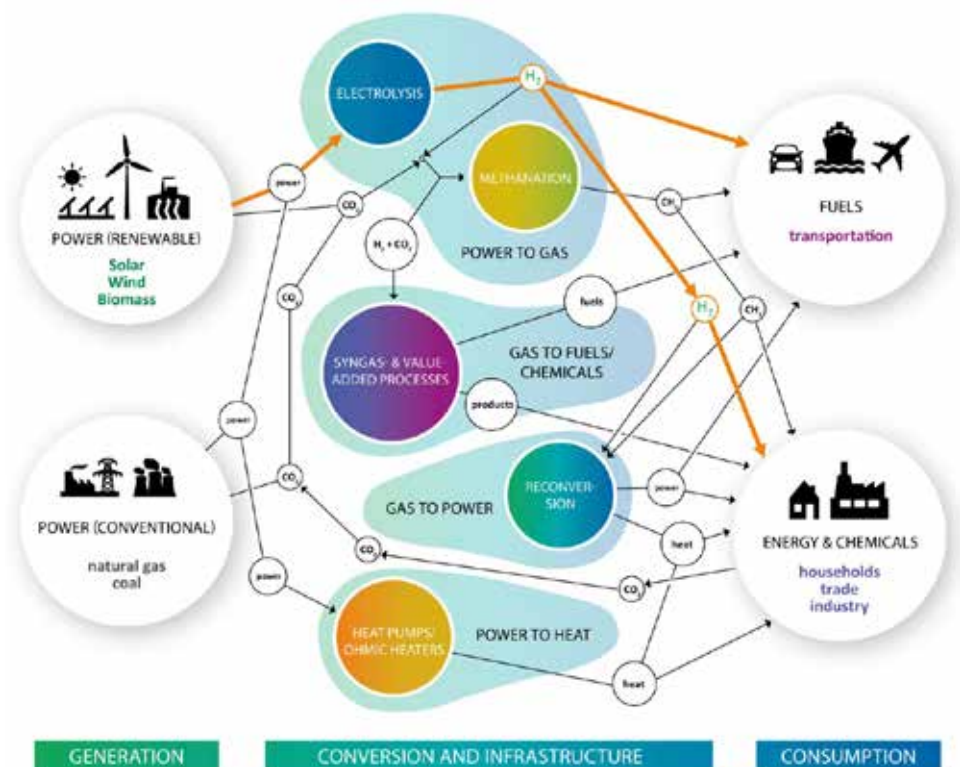 ELECTROLYSIS
H₂
power
METHANATION
POWER (RENEWABLE)
Solar
Wind
Biomass
CO₂
CH₄
FUELS
transportation
H₂ + CO₂
POWER TO GAS
CO₂
fuels
H₂
CH₄
SYNGAS- & VALUE-
ADDED PROCESSES
GAS TO FUELS/
CHEMICALS
products
power
CO₂
RECONVER-
SION
power
POWER (CONVENTIONAL)
natural gas
coal
GAS TO POWER
heat
ENERGY & CHEMICALS
households
trade
industry
CO₂
power
CO₂
HEAT PUMPS/
OHMIC HEATERS
POWER TO HEAT
heat
GENERATION
CONVERSION AND INFRASTRUCTURE
CONSUMPTION